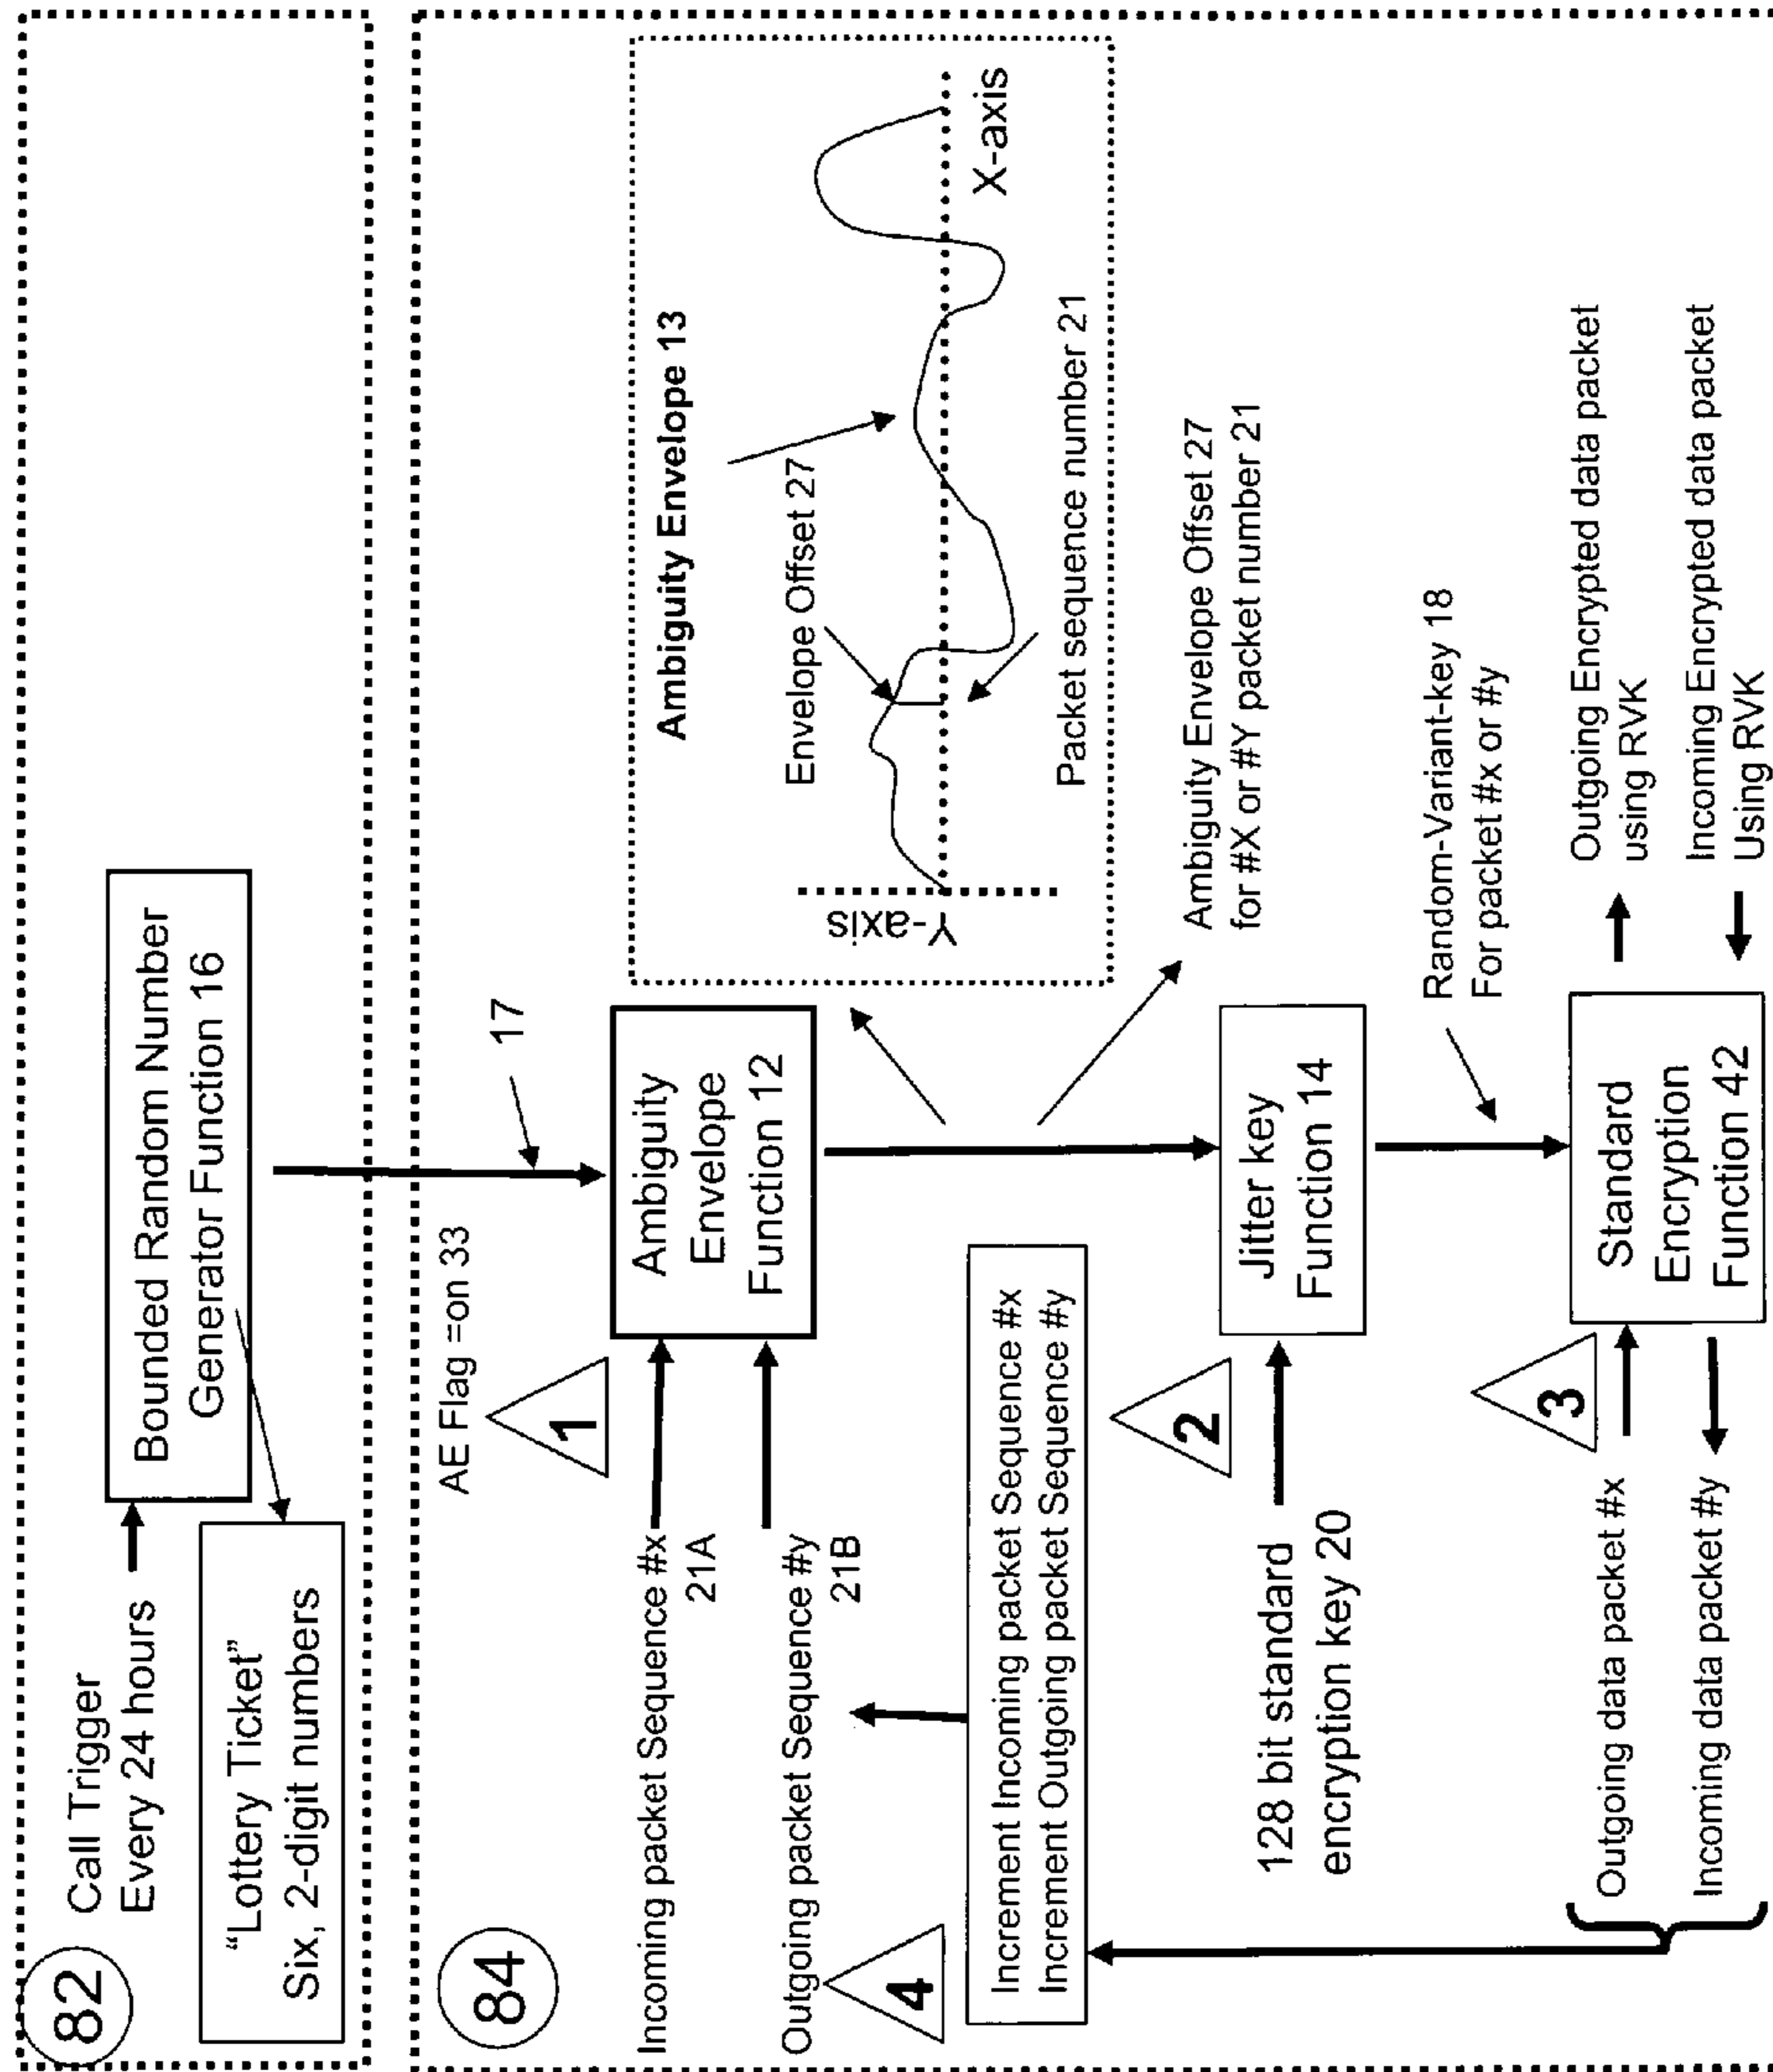 82
Call Trigger
Every 24 hours
Bounded Random Number
Generator Function 16
“Lottery Ticket”
Six, 2-digit numbers
84
AE Flag =on 33
17
1
Incoming packet Sequence #x
21A
Outgoing packet Sequence #y
21B
Ambiguity
Envelope
Function 12
Ambiguity Envelope 13
Envelope Offset 27
Y-axis
X-axis
Packet sequence number 21
4
Increment Incoming packet Sequence #x
Increment Outgoing packet Sequence #y
Ambiguity Envelope Offset 27
for #X or #Y packet number 21
2
128 bit standard
encryption key 20
Jitter key
Function 14
Random-Variant-key 18
For packet #x or #y
3
Outgoing data packet #x
Incoming data packet #y
Standard
Encryption
Function 42
Outgoing Encrypted data packet
using RVK
Incoming Encrypted data packet
Using RVK